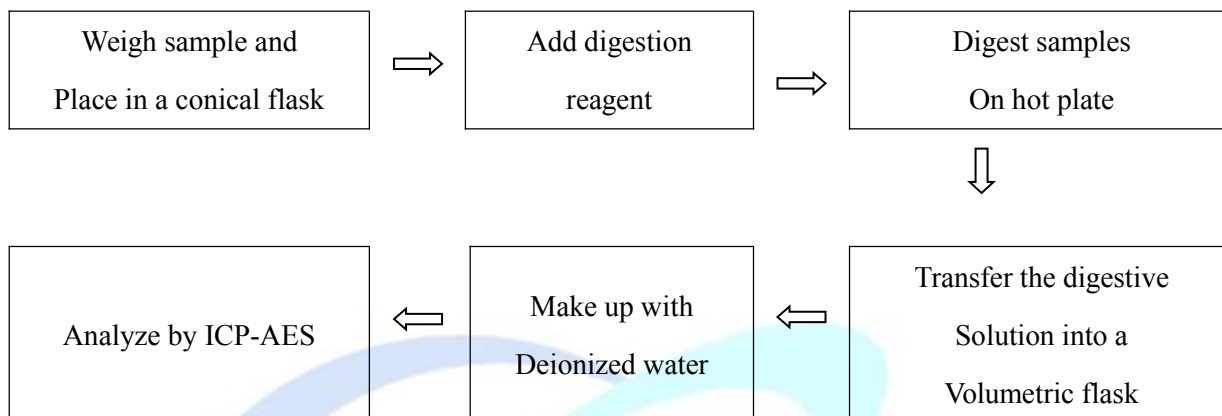 Weigh sample and
Place in a conical flask
Add digestion
reagent
Digest samples
On hot plate
Transfer the digestive
Solution into a
Volumetric flask
Make up with
Deionized water
Analyze by ICP-AES